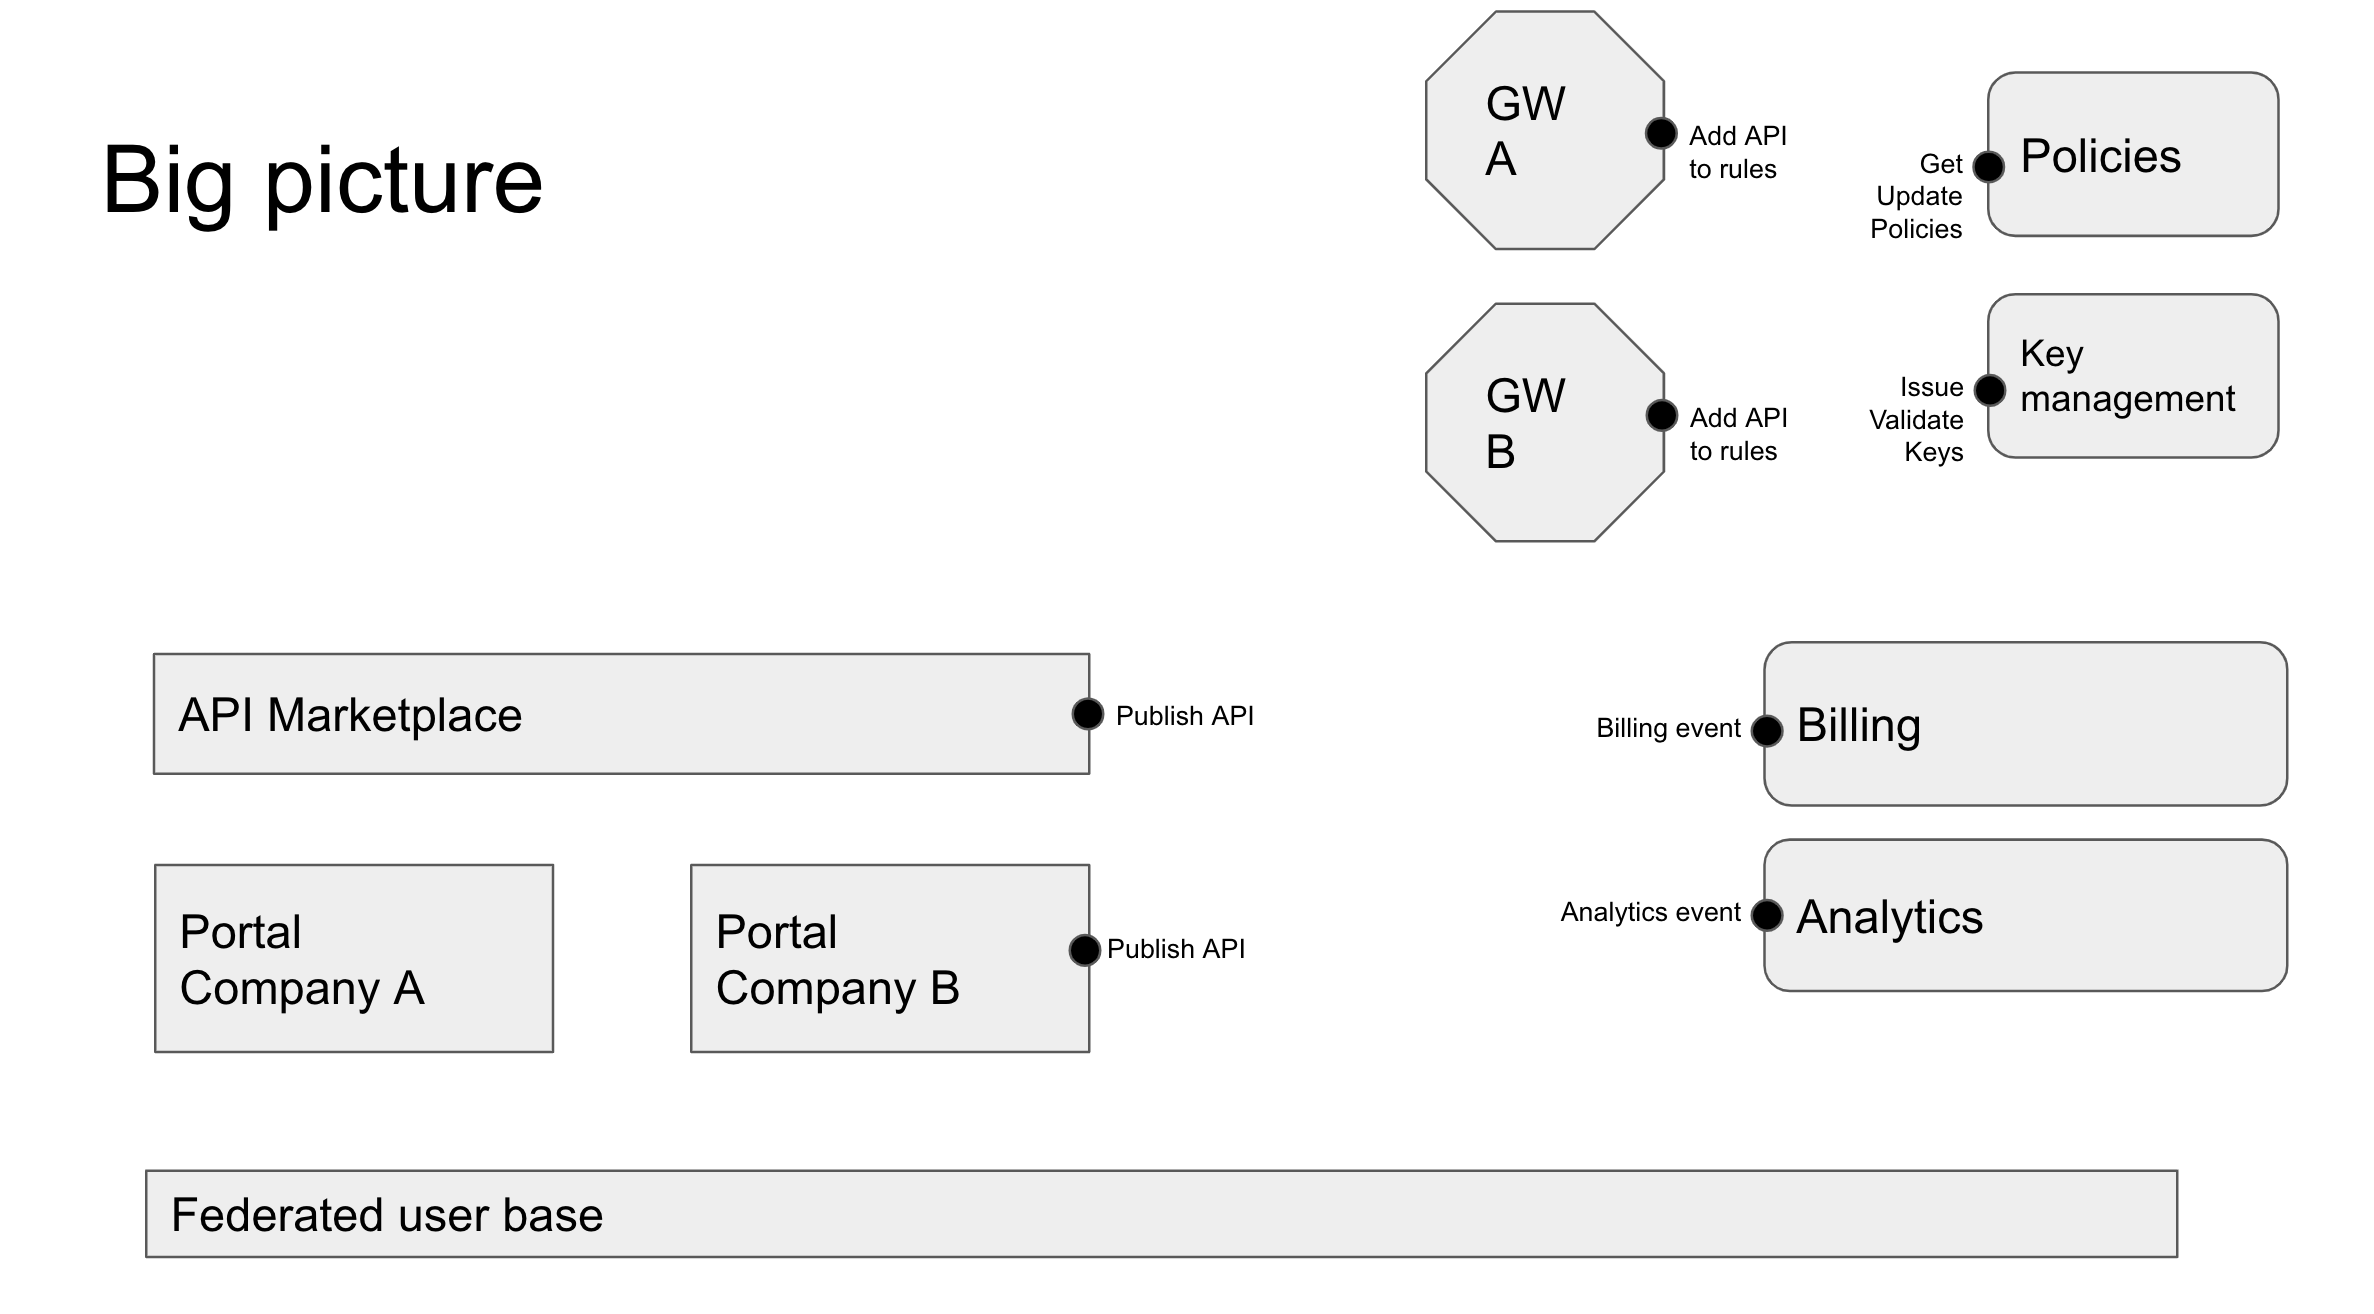 Big picture
GW
A
Add API
to rules
Get
Update
Policies
Policies
GW
B
Add API
to rules
Issue
Validate
Keys
Key
management
API Marketplace
Publish API
Billing event
Billing
Portal
Company A
Portal
Company B
Publish API
Analytics event
Analytics
Federated user base